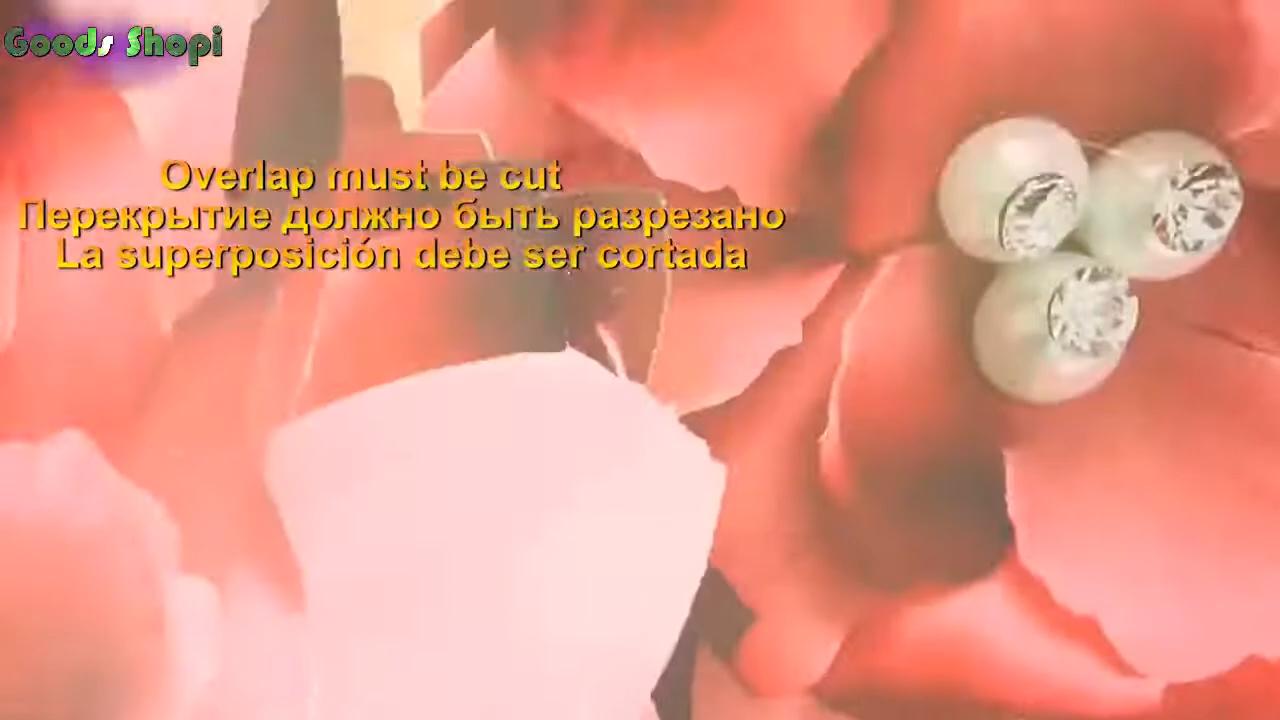 Goods Shopi
Overlap must be cut
Перекрытие должно быть разрезано
La superposición debe ser cortada